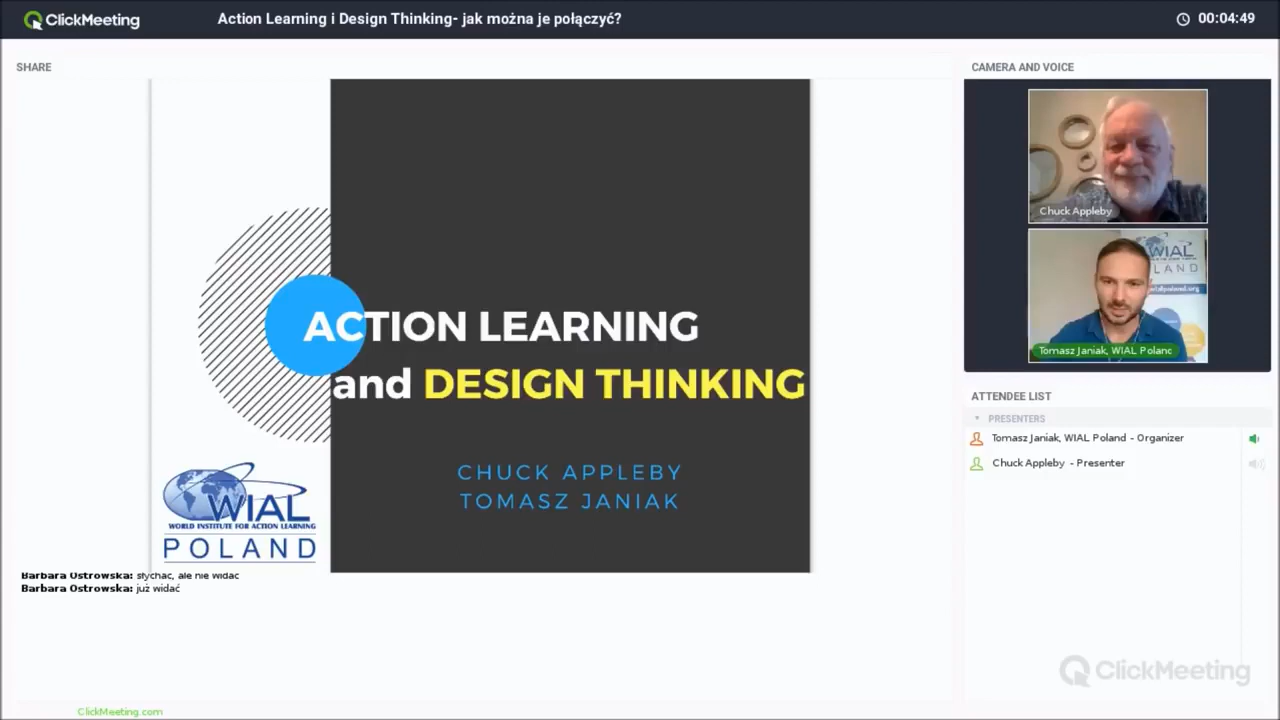 ClickMeeting
Action Learning i Design Thinking- jak można je połączyć?
00:04:49
SHARE
CAMERA AND VOICE
ACTION LEARNING
and DESIGN THINKING
CHUCK APPLEBY
TOMASZ JANIAK
WIAL
WORLD INSTITUTE FOR ACTION LEARNING
POLAND
Barbara Ostrowska: słychać, ale nie widać
Barbara Ostrowska: już widać
Chuck Appleby
WIAL
LAND
Tomasz Janiak, WIAL Polanc
ATTENDEE LIST
PRESENTERS
Tomasz Janiak, WIAL Poland - Organizer
Chuck Appleby - Presenter
ClickMeeting
ClickMeeting.com